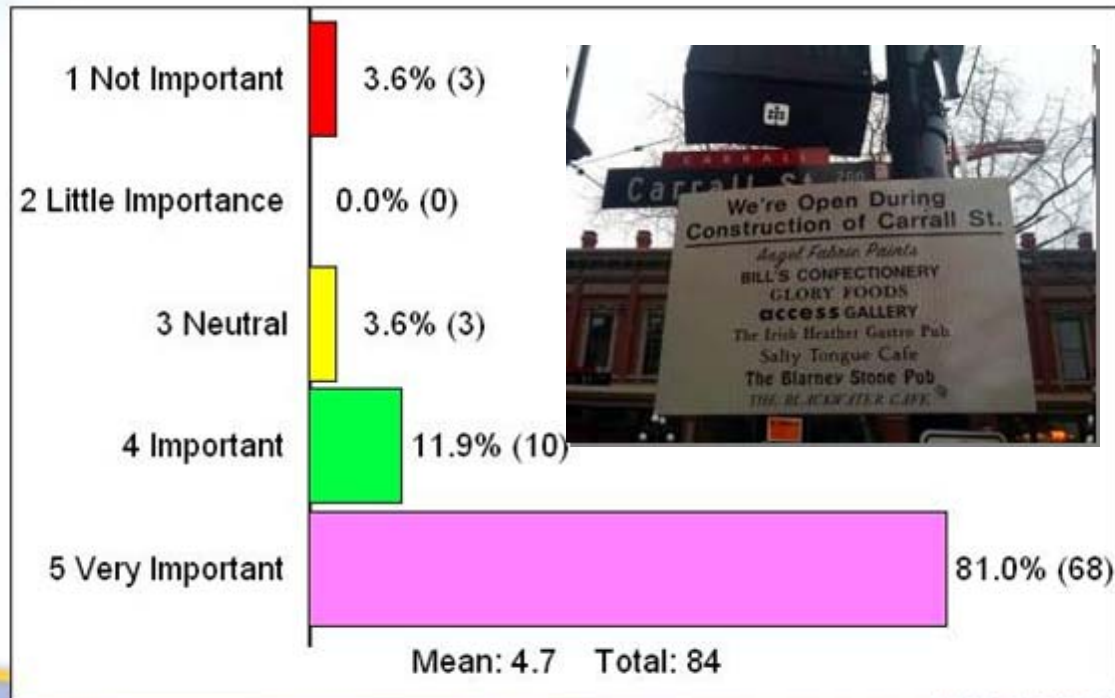 1 Not Important 3.6% (3)
2 Little Importance 0.0% (0)
3 Neutral 3.6% (3)
4 Important 11.9% (10)
5 Very Important 81.0% (68)
Mean: 4.7 Total: 84
CARRALL
Carrall St. 200
We're Open During
Construction of Carrall St.
Angel Fabric Paints
BILL'S CONFECTIONERY
GLORY FOODS
access GALLERY
The Irish Heather Gastro Pub
Salty Tongue Cafe
The Blarney Stone Pub
THE BLACKWATER CAFE